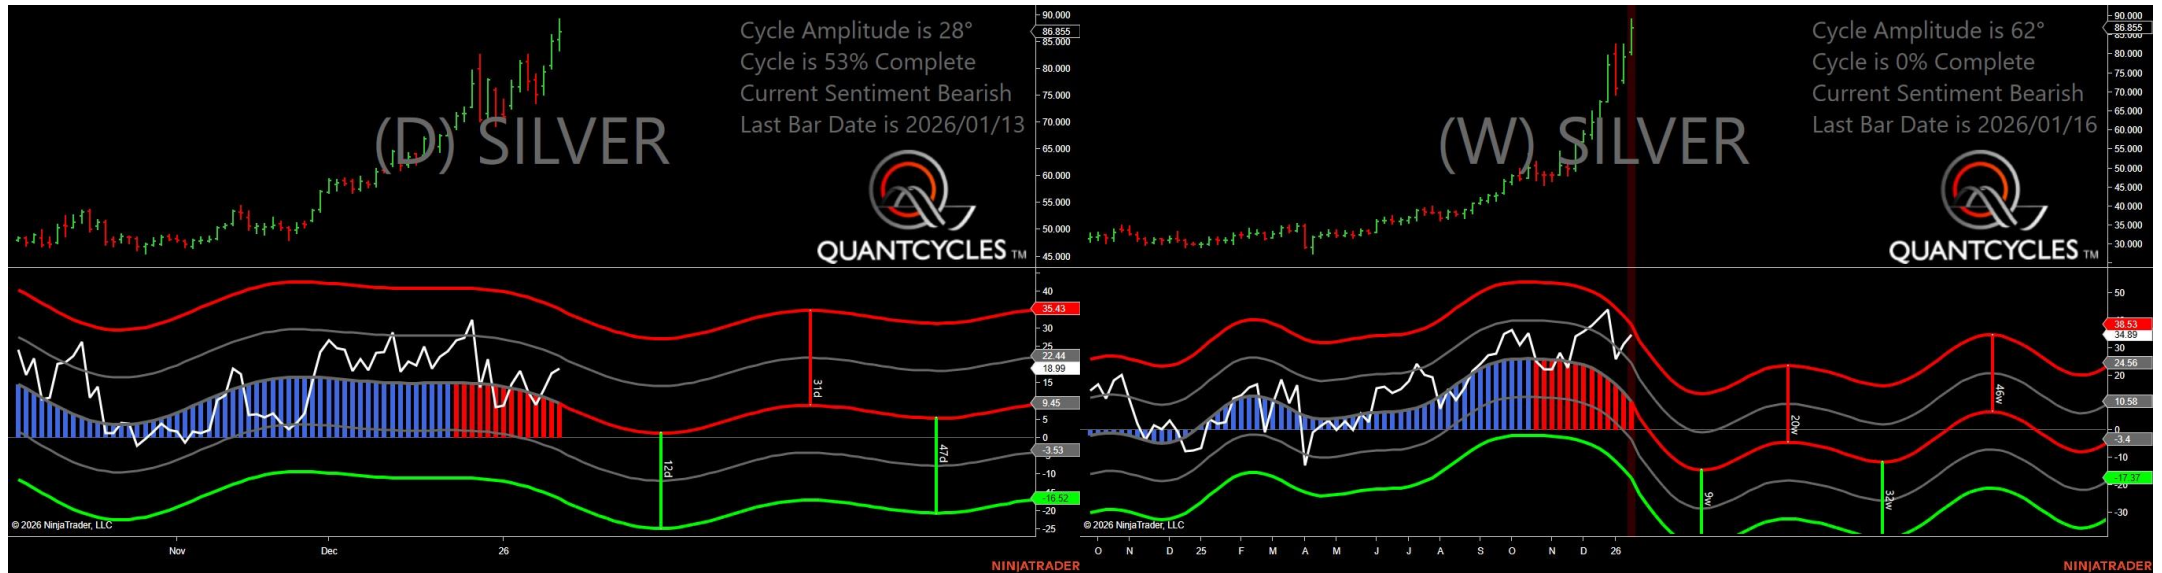 Cycle Amplitude is 28°
Cycle is 53% Complete
Current Sentiment Bearish
Last Bar Date is 2026/01/13
(D) SILVER
QUANTCYCLES TM
90.000
86.855
85.000
80.000
75.000
70.000
65.000
60.000
55.000
50.000
45.000
40
35.43
30
25
22.44
18.99
15
9.45
5
0
-3.53
-10
-16.52
-20
-25
12d
31d
47d
© 2026 NinjaTrader, LLC
Nov
Dec
26
NINJATRADER
Cycle Amplitude is 62°
Cycle is 0% Complete
Current Sentiment Bearish
Last Bar Date is 2026/01/16
(W) SILVER
QUANTCYCLES TM
90.000
86.855
80.000
75.000
70.000
65.000
60.000
55.000
50.000
45.000
40.000
35.000
30.000
50
38.53
34.89
30
24.56
20
10.58
0
-3.4
-10
-17.37
-30
9w
20w
32w
46w
© 2026 NinjaTrader, LLC
O N D 25 F M A M J J A S O N D 26
NINJATRADER